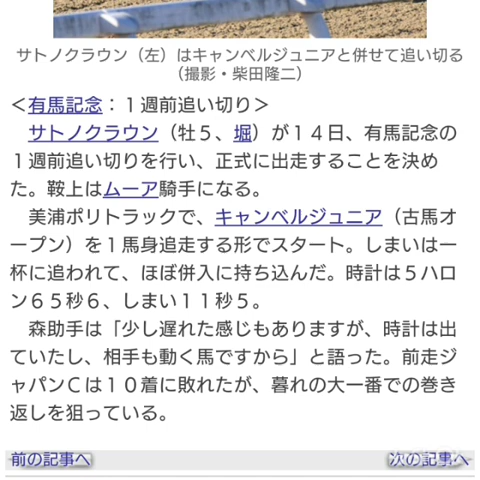 サトノクラウン（左）はキャンベルジュニアと併せて追い切る
（撮影・柴田隆二）
＜有馬記念：１週前追い切り＞
サトノクラウン（牡５、堀）が１４日、有馬記念の
１週前追い切りを行い、正式に出走することを決め
た。鞍上はムーア騎手になる。
美浦ポリトラックで、キャンベルジュニア（古馬オ
ープン）を１馬身追走する形でスタート。しまいは一
杯に追われて、ほぼ併入に持ち込んだ。時計は５ハロ
ン６５秒６、しまい１１秒５。
森助手は「少し遅れた感じもありますが、時計は出
ていたし、相手も動く馬ですから」と語った。前走ジ
ャパンＣは１０着に敗れたが、暮れの大一番での巻き
返しを狙っている。
前の記事へ 次の記事へ